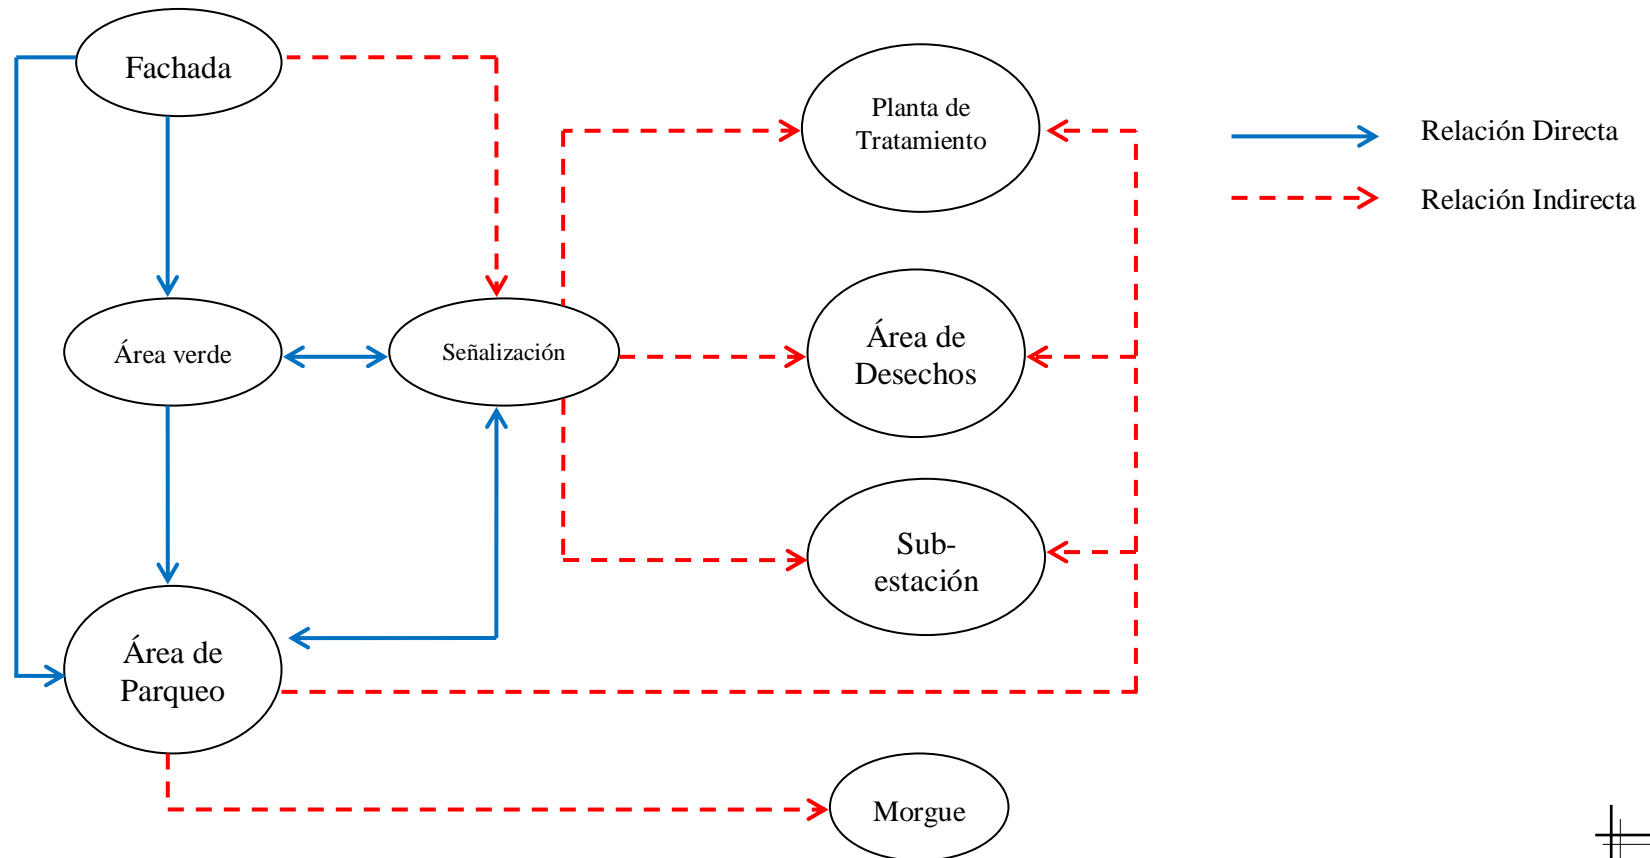 Fachada
Planta de
Tratamiento
Relación Directa
Relación Indirecta
Área verde
Señalización
Área de
Desechos
Sub-
estación
Área de
Parqueo
Morgue